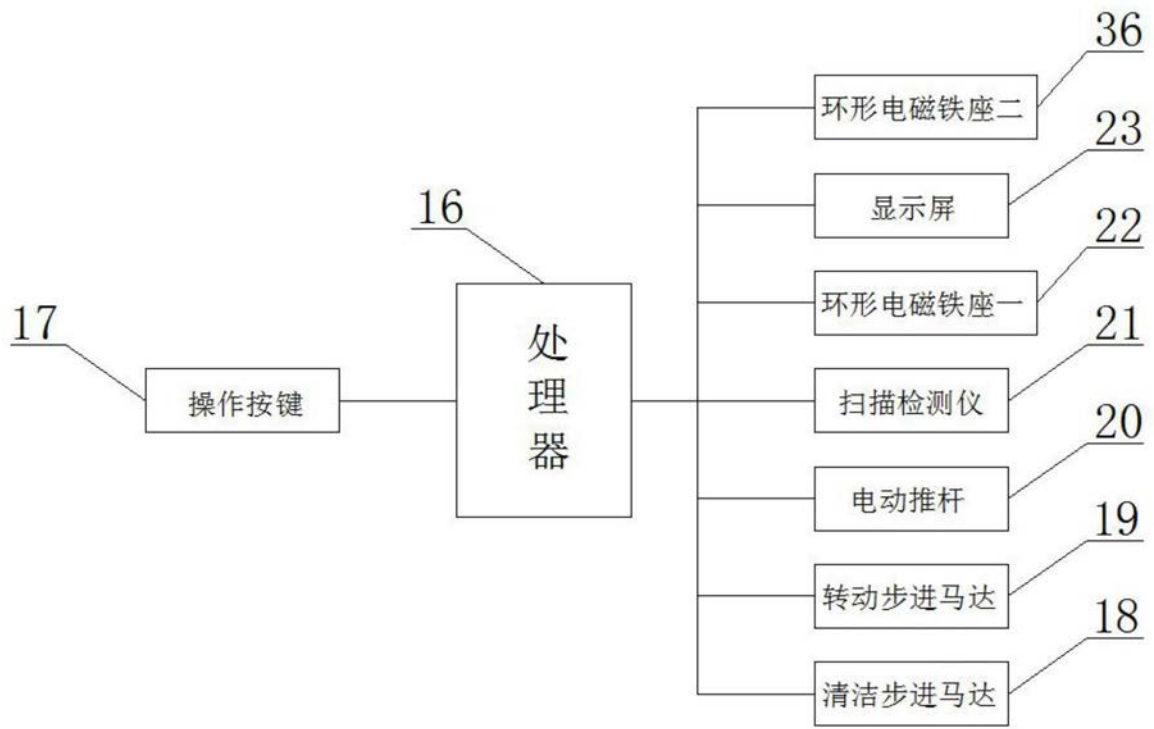 36
环形电磁铁座二
23
显示屏
16
22
环形电磁铁座一
17
处理器
21
操作按键
扫描检测仪
20
电动推杆
19
转动步进马达
18
清洁步进马达